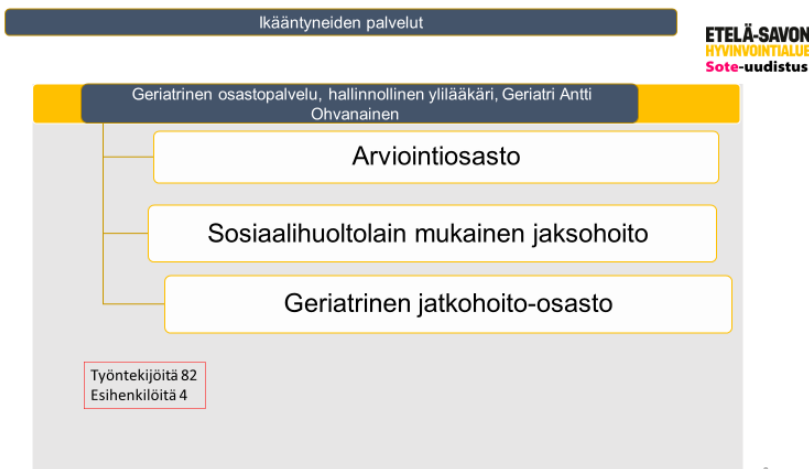 Ikääntyneiden palvelut
ETELÄ-SAVON
HYVINVOINTIALUE
Sote-uudistus
Geriatrinen osastopalvelu, hallinnollinen ylilääkäri, Geriatri Antti
Ohvanainen
Arviointiosasto
Sosiaalihuoltolain mukainen jaksohoito
Geriatrinen jatkohoito-osasto
Työntekijöitä 82
Esihenkilöitä 4